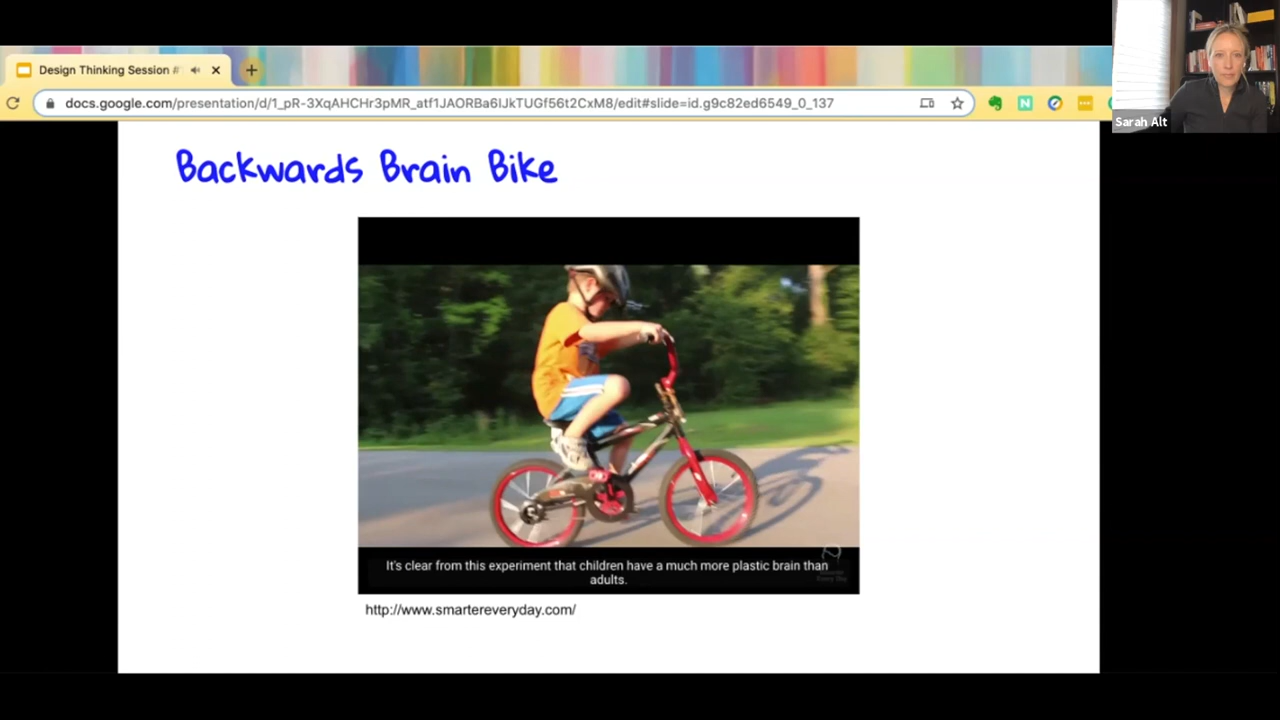 Design Thinking Session #
docs.google.com/presentation/d/1_pR-3XqAHCHr3pMR_atf1JAORBa6IJkTUGf56t2CxM8/edit#slide=id.g9c82ed6549_0_137
Sarah Alt
Backwards Brain Bike
It's clear from this experiment that children have a much more plastic brain than
adults.
http://www.smartereveryday.com/